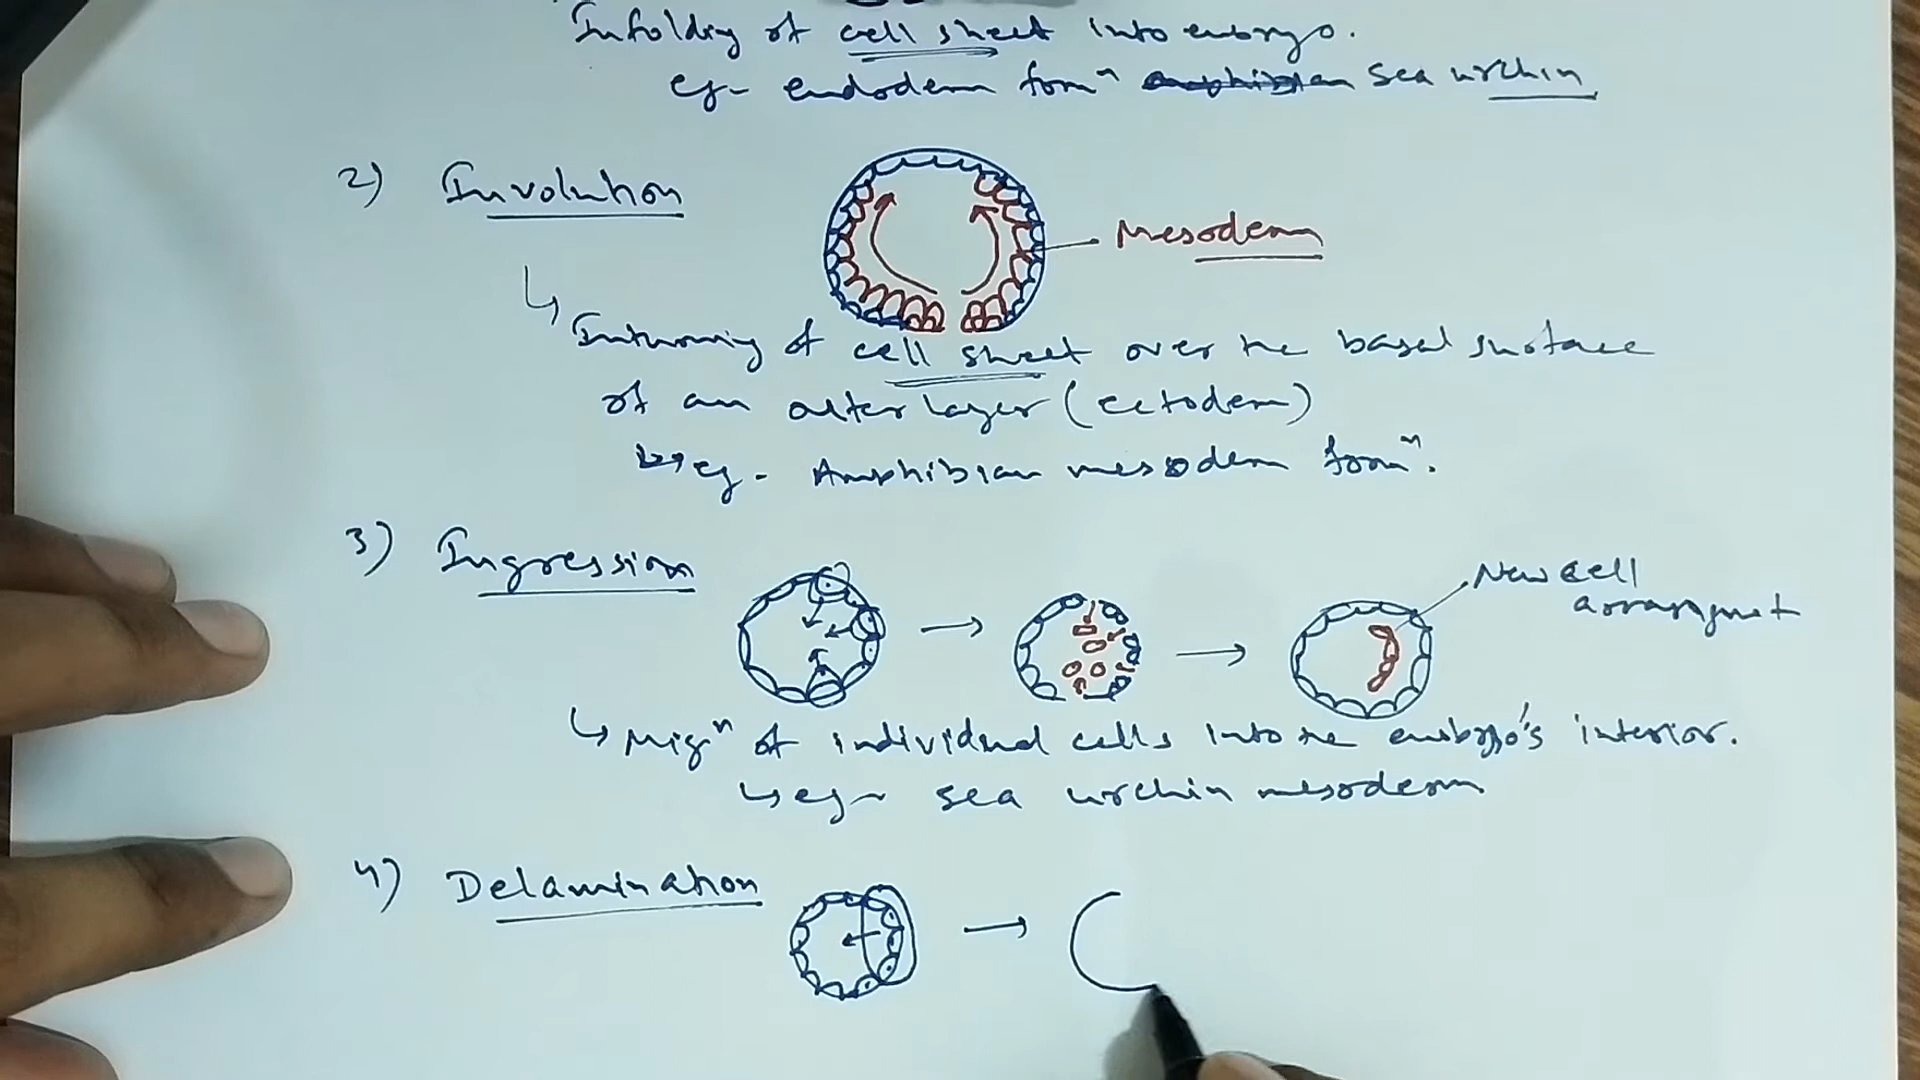 Infolding of cell sheet into embryo.
eg- endoderm formⁿ amphibian sea urchin
2) Involution
Mesoderm
↳ Inturning of cell sheet over the basal surface
of an outer layer (ectoderm)
↳ eg - Amphibian mesoderm formⁿ.
3) Ingression
New cell
arrangmet
↳ Migⁿ of individual cells into the embryo's interior.
↳ eg- sea urchin mesoderm
4) Delamination